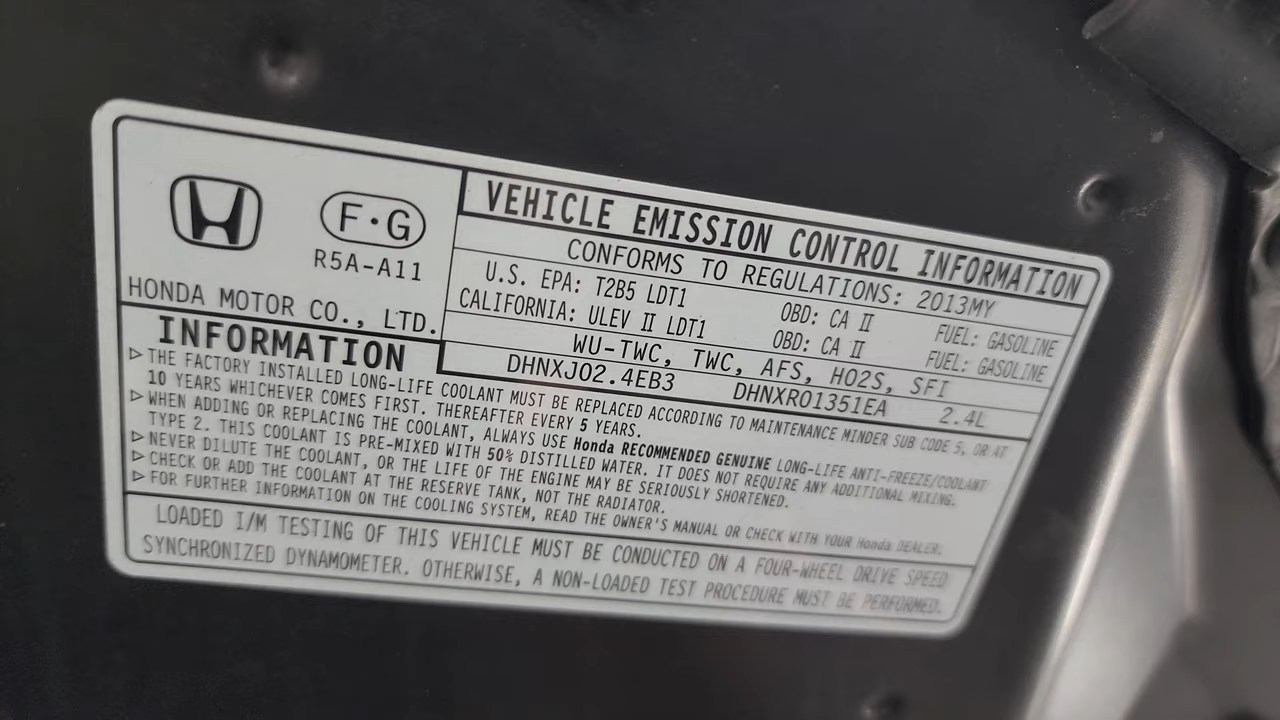 F·G
R5A-A11
HONDA MOTOR CO., LTD.
VEHICLE EMISSION CONTROL INFORMATION
CONFORMS TO REGULATIONS: 2013MY
U.S. EPA: T2B5 LDT1 OBD: CA II FUEL: GASOLINE
CALIFORNIA: ULEV II LDT1 OBD: CA II FUEL: GASOLINE
WU-TWC, TWC, AFS, HO2S, SFI
DHNXJ02.4EB3 DHNXR01351EA 2.4L
INFORMATION
▷ THE FACTORY INSTALLED LONG-LIFE COOLANT MUST BE REPLACED ACCORDING TO MAINTENANCE MINDER SUB CODE 5, OR AT
10 YEARS WHICHEVER COMES FIRST. THEREAFTER EVERY 5 YEARS.
▷ WHEN ADDING OR REPLACING THE COOLANT, ALWAYS USE Honda RECOMMENDED GENUINE LONG-LIFE ANTI-FREEZE/COOLANT
TYPE 2. THIS COOLANT IS PRE-MIXED WITH 50% DISTILLED WATER. IT DOES NOT REQUIRE ANY ADDITIONAL MIXING.
▷ NEVER DILUTE THE COOLANT, OR THE LIFE OF THE ENGINE MAY BE SERIOUSLY SHORTENED.
▷ CHECK OR ADD THE COOLANT AT THE RESERVE TANK, NOT THE RADIATOR.
▷ FOR FURTHER INFORMATION ON THE COOLING SYSTEM, READ THE OWNER'S MANUAL OR CHECK WITH YOUR Honda DEALER.
LOADED I/M TESTING OF THIS VEHICLE MUST BE CONDUCTED ON A FOUR-WHEEL DRIVE SPEED
SYNCHRONIZED DYNAMOMETER. OTHERWISE, A NON-LOADED TEST PROCEDURE MUST BE PERFORMED.